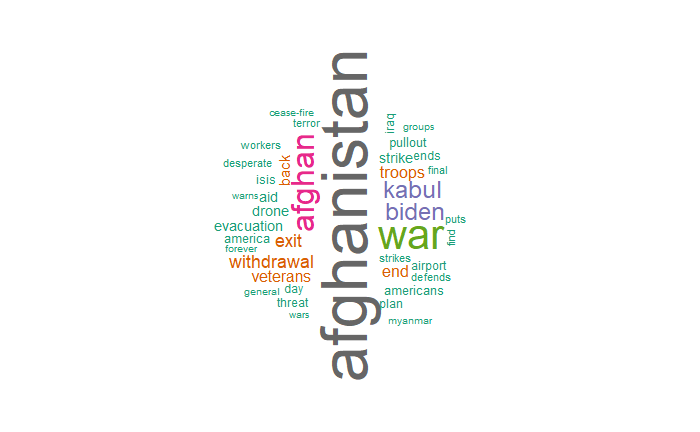 cease-fire
terror
workers
desperate
back
isis
afghan
warns
aid
drone
evacuation
america
exit
forever
withdrawal
veterans
general
day
threat
wars
afghanistan
iraq
groups
pullout
strike
ends
troops
final
kabul
biden
puts
war
find
strikes
airport
end
defends
americans
plan
myanmar